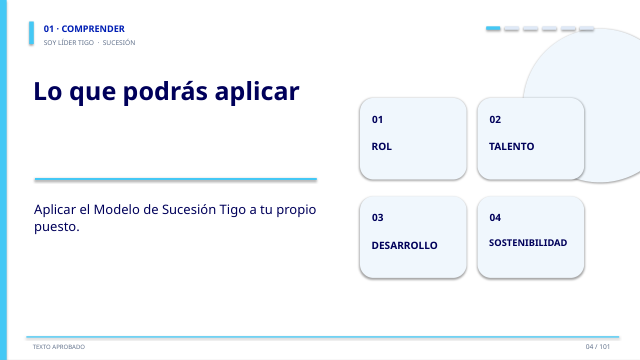 01 · COMPRENDER
SOY LÍDER TIGO · SUCESIÓN
Lo que podrás aplicar
Aplicar el Modelo de Sucesión Tigo a tu propio
puesto.
01
ROL
02
TALENTO
03
DESARROLLO
04
SOSTENIBILIDAD
TEXTO APROBADO
04 / 101